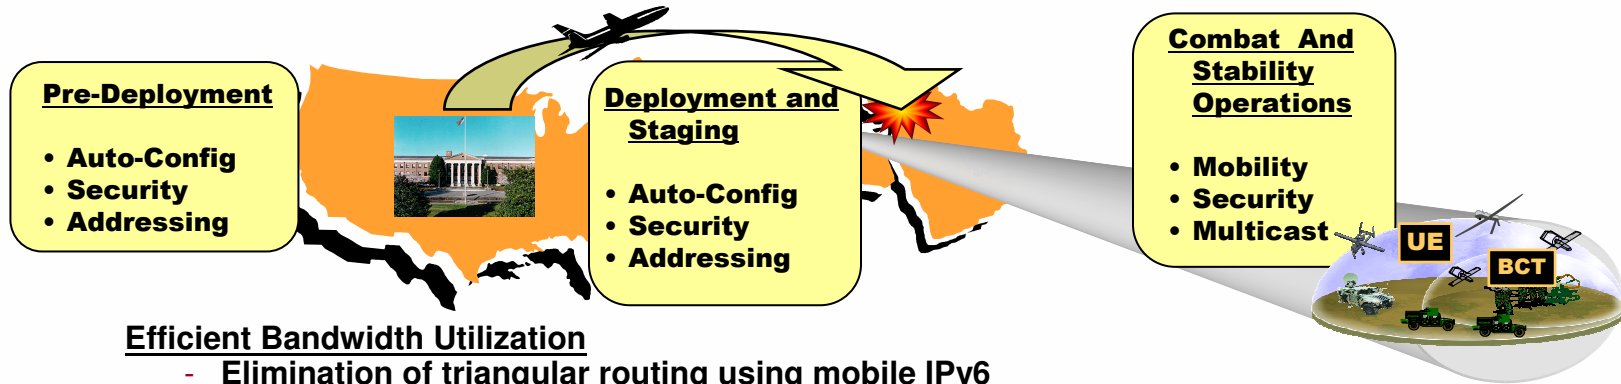 Pre-Deployment
• Auto-Config
• Security
• Addressing
Deployment and
Staging
• Auto-Config
• Security
• Addressing
Combat And
Stability
Operations
• Mobility
• Security
• Multicast
UE
BCT
Efficient Bandwidth Utilization
- Elimination of triangular routing using mobile IPv6